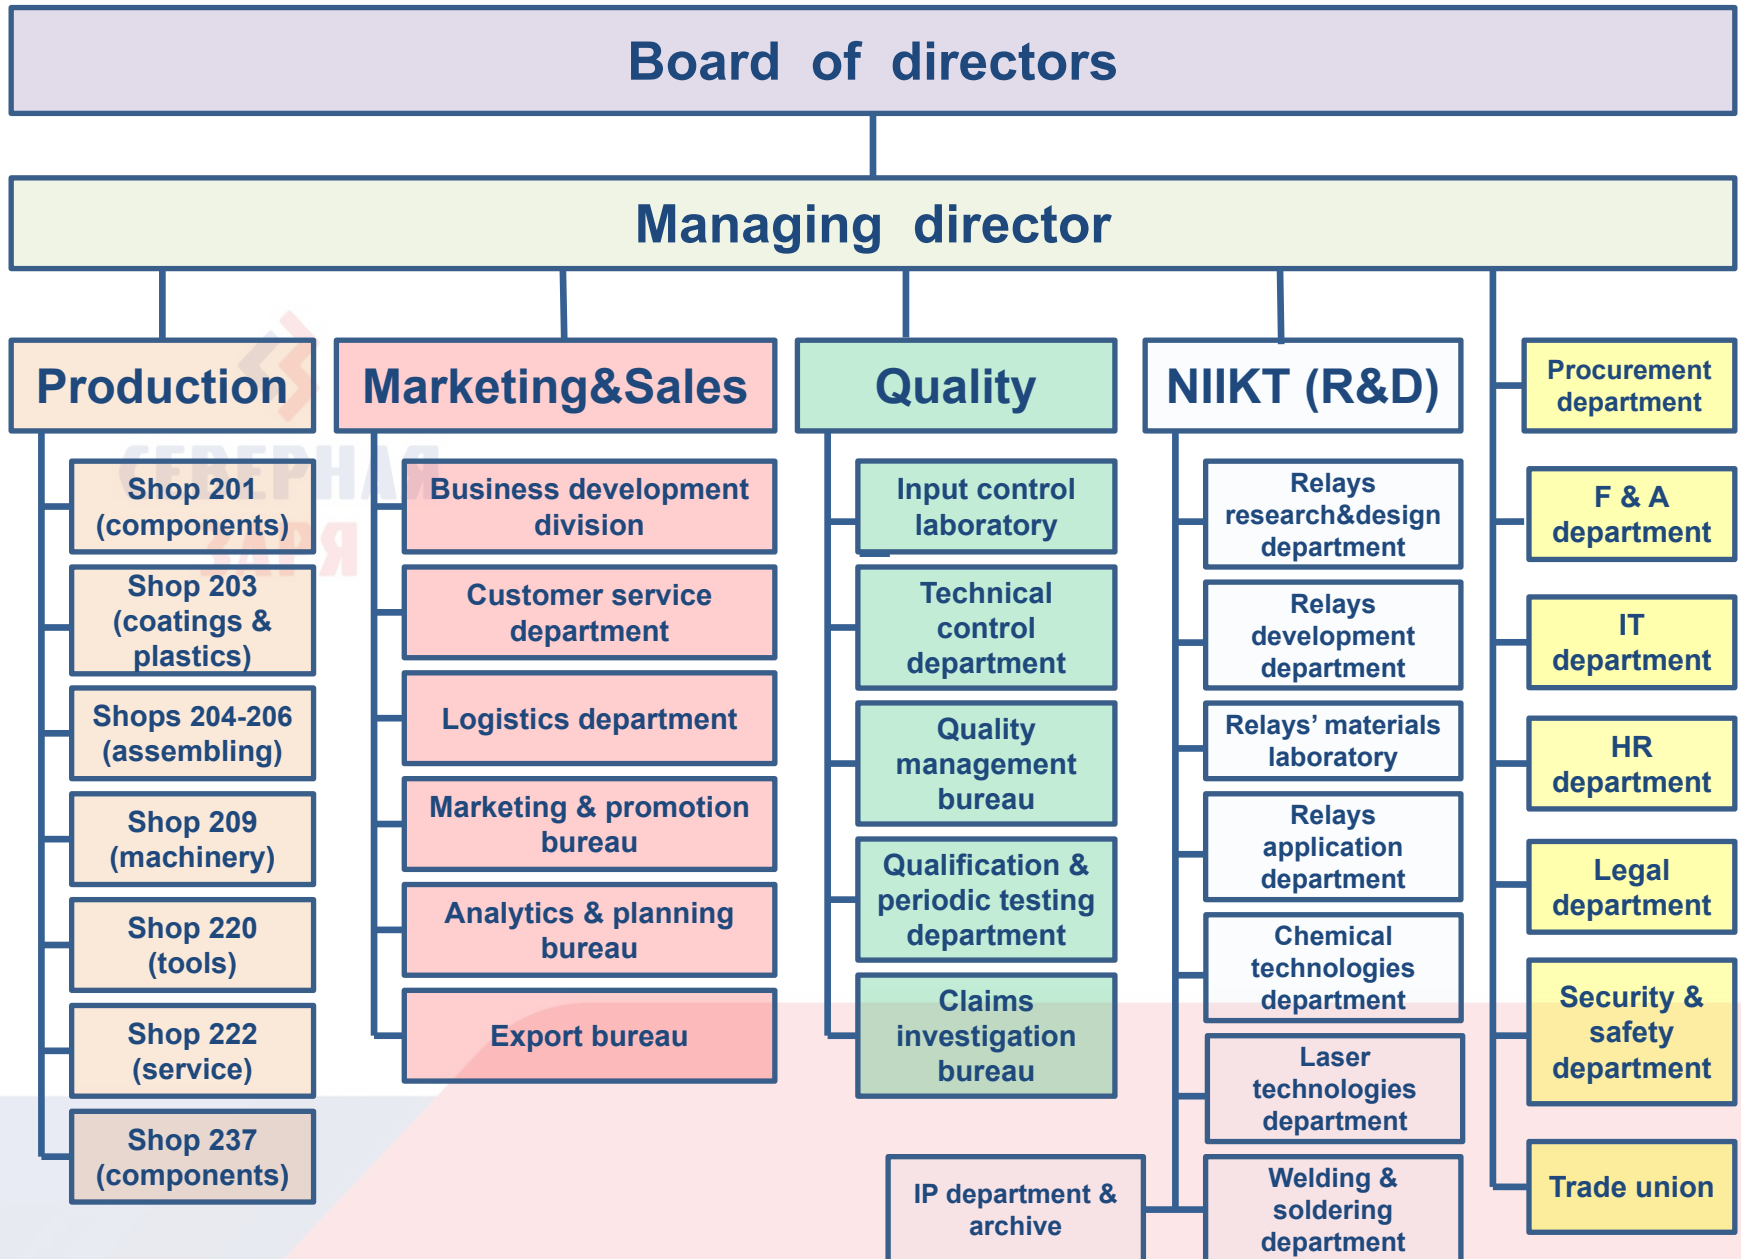 Board of directors
Managing director
Production
Shop 201
(components)
Shop 203
(coatings &
plastics)
Shops 204-206
(assembling)
Shop 209
(machinery)
Shop 220
(tools)
Shop 222
(service)
Shop 237
(components)
Marketing&Sales
Business development
division
Customer service
department
Logistics department
Marketing & promotion
bureau
Analytics & planning
bureau
Export bureau
Quality
Input control
laboratory
Technical
control
department
Quality
management
bureau
Qualification &
periodic testing
department
Claims
investigation
bureau
NIIKT (R&D)
Relays
research&design
department
Relays
development
department
Relays’ materials
laboratory
Relays
application
department
Chemical
technologies
department
Laser
technologies
department
Welding &
soldering
department
IP department &
archive
Procurement
department
F & A
department
IT
department
HR
department
Legal
department
Security &
safety
department
Trade union
СЕВЕРНАЯ
ЗАРЯ